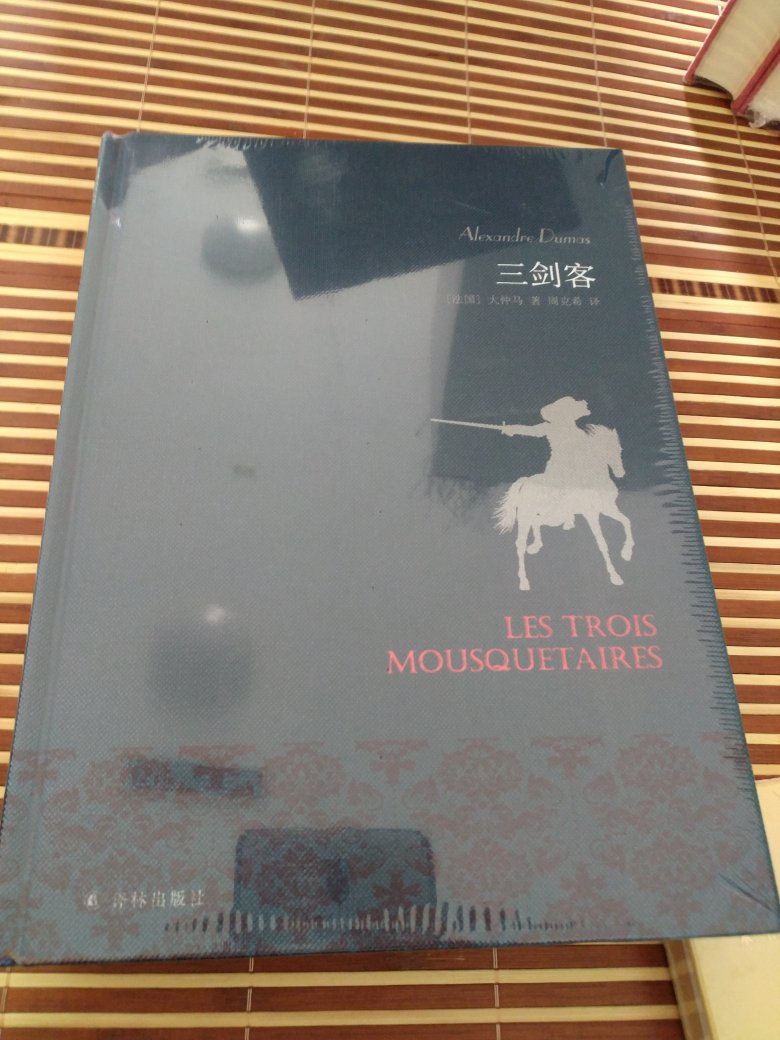 Alexandre Dumas
三剑客
[法国] 大仲马 著 周克希 译
LES TROIS
MOUSQUETAIRES
译林出版社